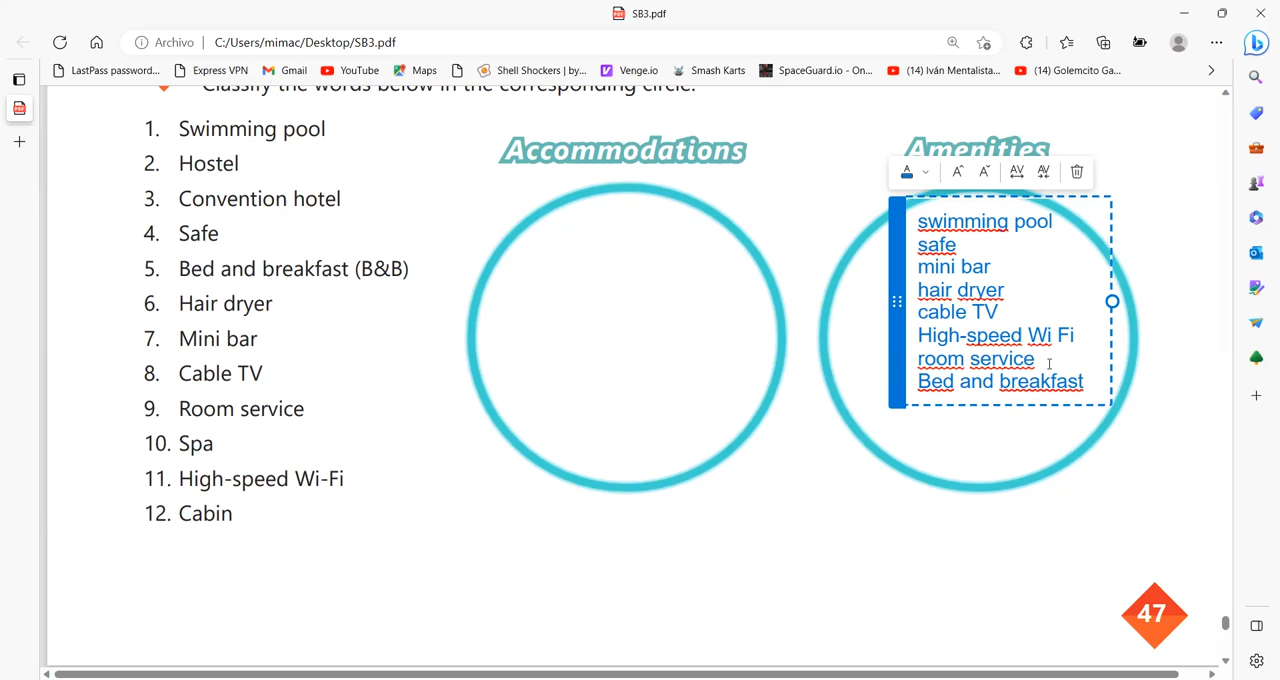 SB3.pdf
Archivo
C:/Users/mimac/Desktop/SB3.pdf
LastPass password...
Express VPN
Gmail
YouTube
Maps
Shell Shockers | by...
Venge.io
Smash Karts
SpaceGuard.io - On...
(14) Iván Mentalista...
(14) Golemcito Ga...
Classify the words below in the corresponding circle.
1. Swimming pool
2. Hostel
3. Convention hotel
4. Safe
5. Bed and breakfast (B&B)
6. Hair dryer
7. Mini bar
8. Cable TV
9. Room service
10. Spa
11. High-speed Wi-Fi
12. Cabin
Accommodations
Amenities
swimming pool
safe
mini bar
hair dryer
cable TV
High-speed Wi Fi
room service
Bed and breakfast
47